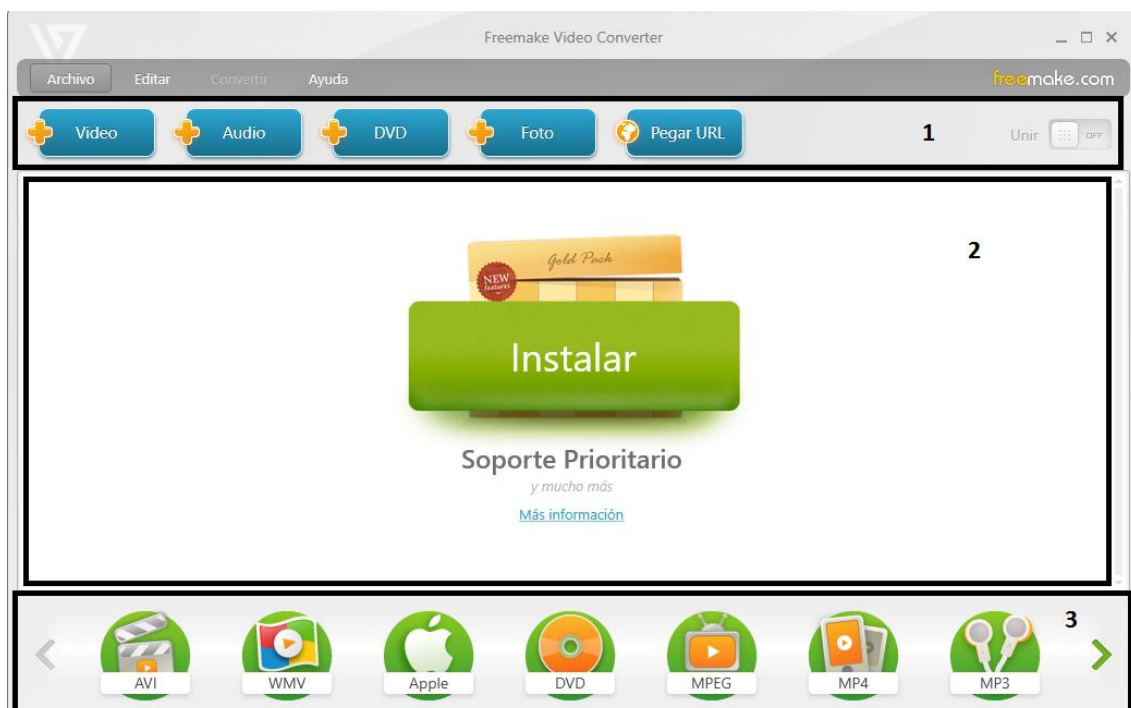 Freemake Video Converter
Archivo Editar Convertir Ayuda freemake.com
Video Audio DVD Foto Pegar URL 1 Unir OFF
2
Gold Pack
NEW
features
Instalar
Soporte Prioritario
y mucho más
Más información
3
AVI WMV Apple DVD MPEG MP4 MP3